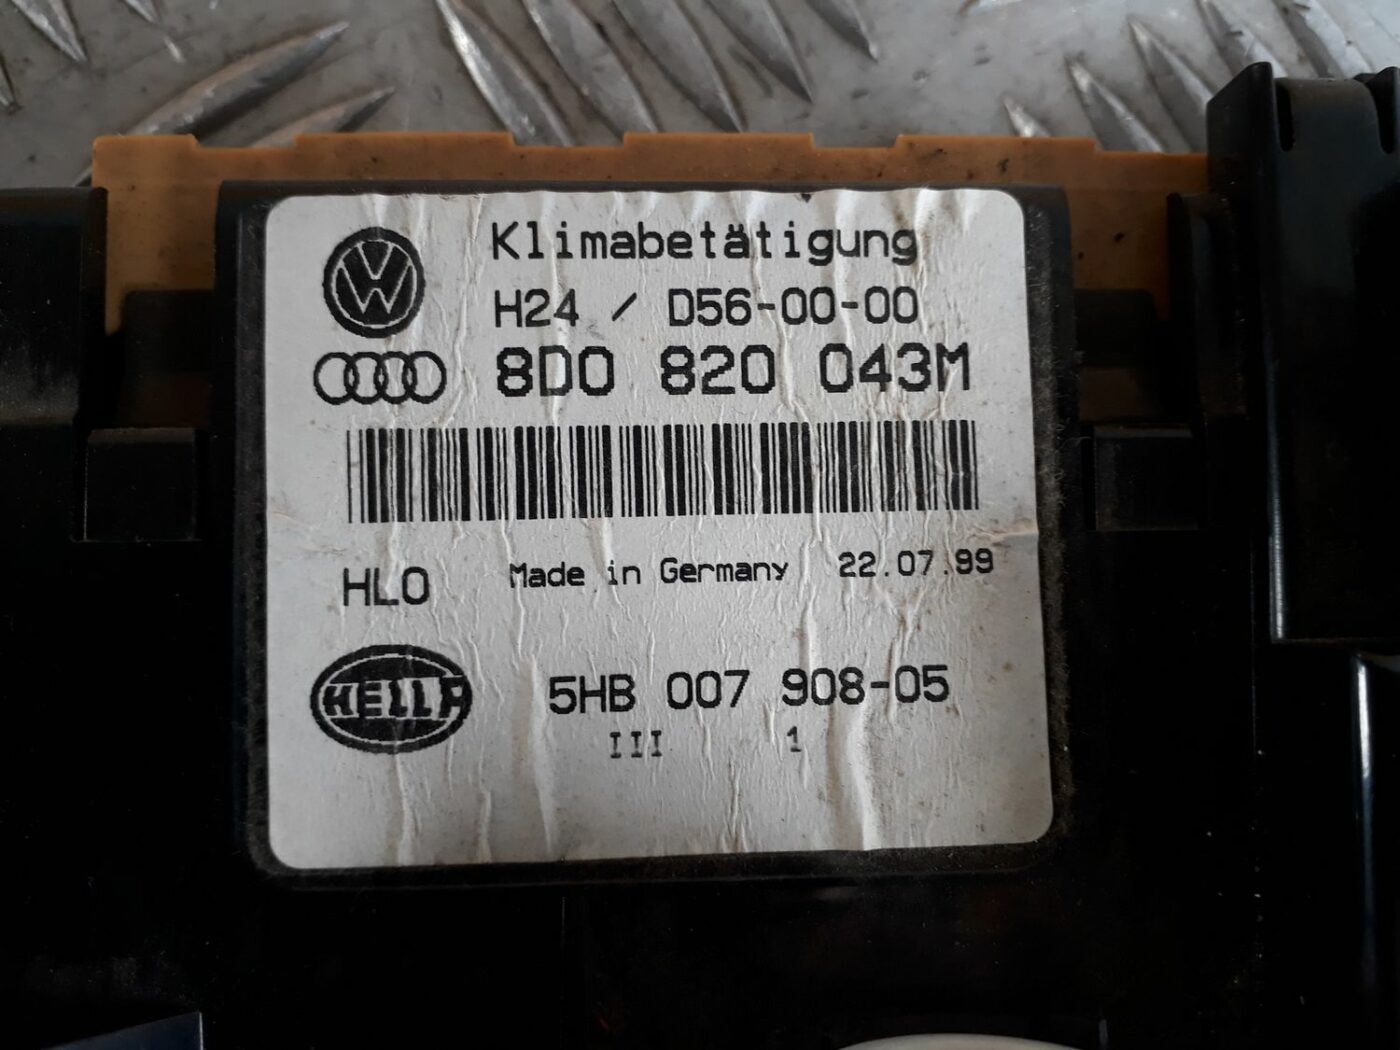 Klimabetätigung
H24 / D56-00-00
8D0 820 043M
HLO Made in Germany 22.07.99
HELLA 5HB 007 908-05
III 1